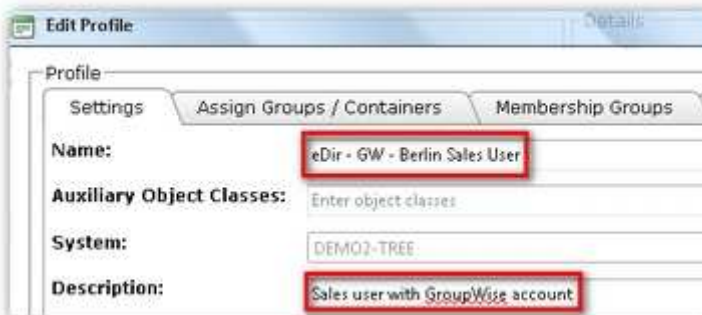 Edit Profile
Details
Profile
Settings
Assign Groups / Containers
Membership Groups
Name:
eDir - GW - Berlin Sales User
Auxiliary Object Classes:
Enter object classes
System:
DEMO2-TREE
Description:
Sales user with GroupWise account